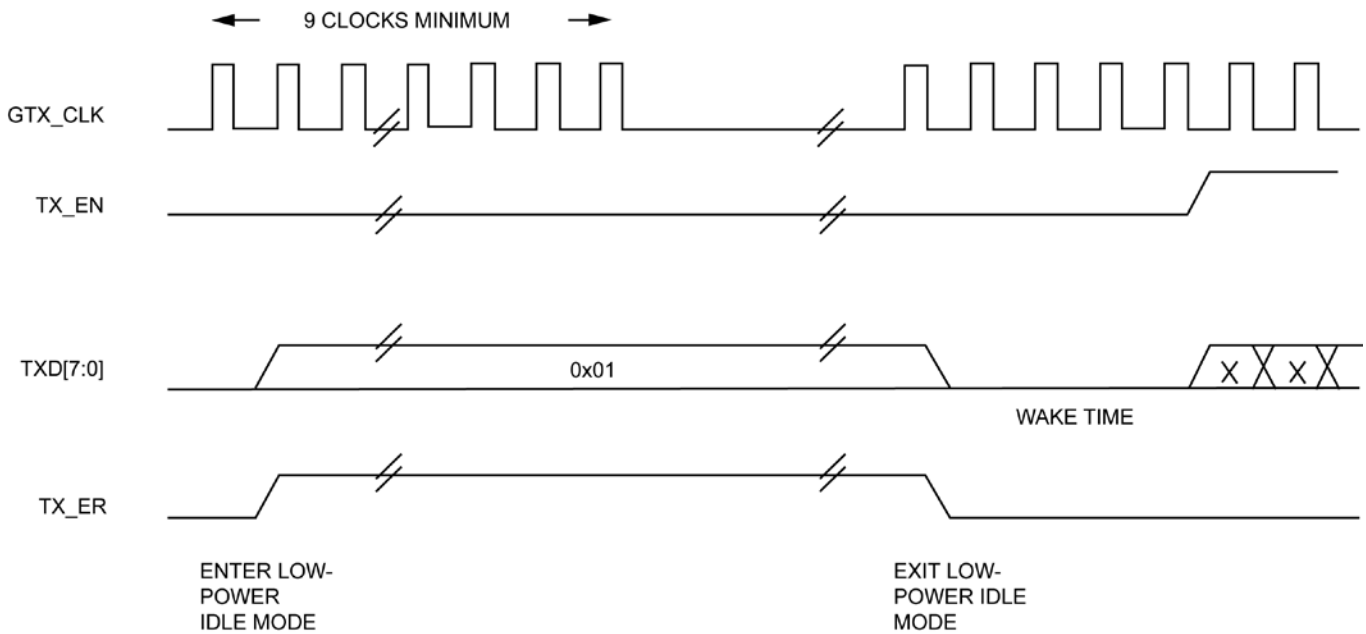 9 CLOCKS MINIMUM
GTX_CLK
TX_EN
TXD[7:0]
0x01
X
X
WAKE TIME
TX_ER
ENTER LOW-
POWER
IDLE MODE
EXIT LOW-
POWER IDLE
MODE